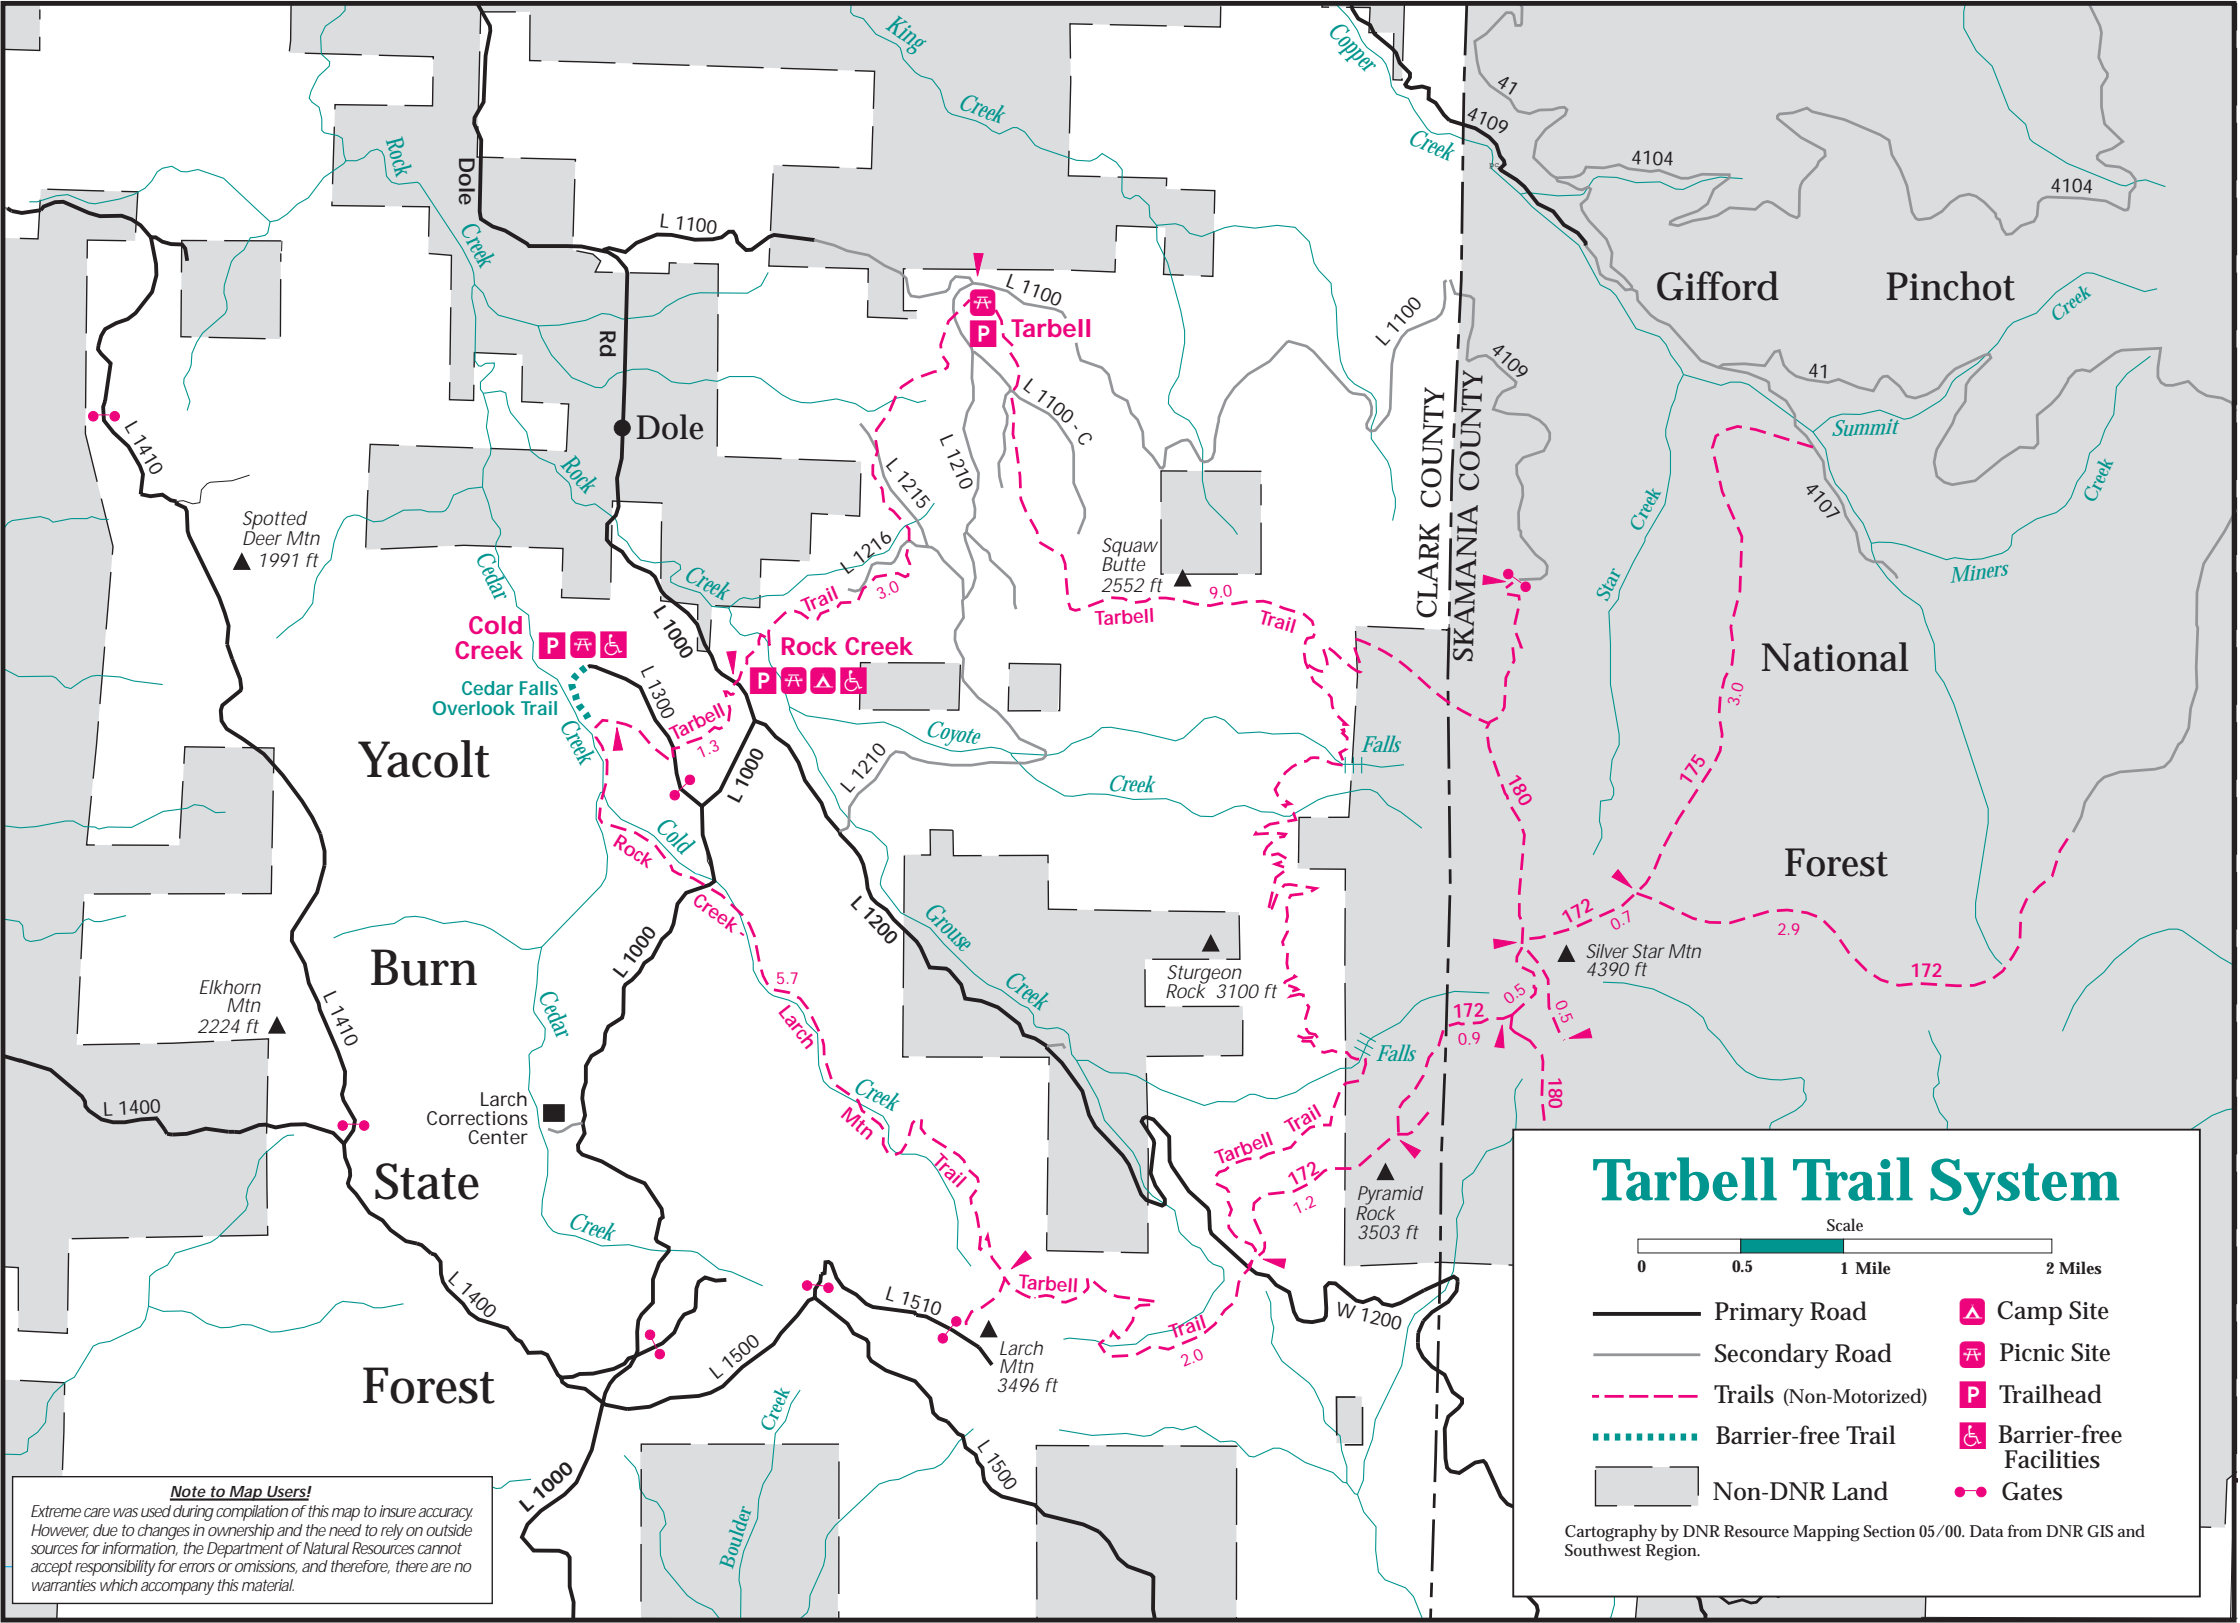 King
Creek
Copper
Creek
41
4109
4104
4104
Rock
Creek
Dole
Rd
L 1100
L 1100
L 1100
Tarbell
P
Gifford Pinchot
Creek
4109
41
Summit
Creek
4107
Miners
L 1410
Dole
Rock
Creek
L 1215
L 1210
L 1100 - C
L 1216
CLARK COUNTY
SKAMANIA COUNTY
Star
Creek
Spotted
Deer Mtn
1991 ft
Squaw
Butte
2552 ft
9.0
Tarbell
Trail
Trail
3.0
Cedar
Creek
Cold
Creek
P
Cedar Falls
Overlook Trail
L 1000
L 1300
Rock Creek
P
Tarbell
1.3
L 1000
National
3.0
175
180
Yacolt
Coyote
Creek
L 1210
Falls
Rock
Cold
Creek
Forest
172
0.7
2.9
172
Silver Star Mtn
4390 ft
L 1200
Grouse
Creek
Sturgeon
Rock 3100 ft
Burn
L 1000
5.7
Larch
Creek
Mtn
Trail
Elkhorn
Mtn
2224 ft
L 1410
Cedar
Creek
Larch
Corrections
Center
L 1400
172
0.9
0.5
0.5
180
Falls
Tarbell Trail
172
1.2
Pyramid
Rock
3503 ft
State
L 1400
Tarbell
Trail
2.0
L 1510
Larch
Mtn
3496 ft
W 1200
L 1500
Forest
L 1000
L 1500
Boulder
Creek
Tarbell Trail System
Scale
0 0.5 1 Mile 2 Miles
Primary Road
Secondary Road
Trails (Non-Motorized)
Barrier-free Trail
Non-DNR Land
Camp Site
Picnic Site
P Trailhead
Barrier-free
Facilities
Gates
Cartography by DNR Resource Mapping Section 05/00. Data from DNR GIS and
Southwest Region.
Note to Map Users!
Extreme care was used during compilation of this map to insure accuracy.
However, due to changes in ownership and the need to rely on outside
sources for information, the Department of Natural Resources cannot
accept responsibility for errors or omissions, and therefore, there are no
warranties which accompany this material.